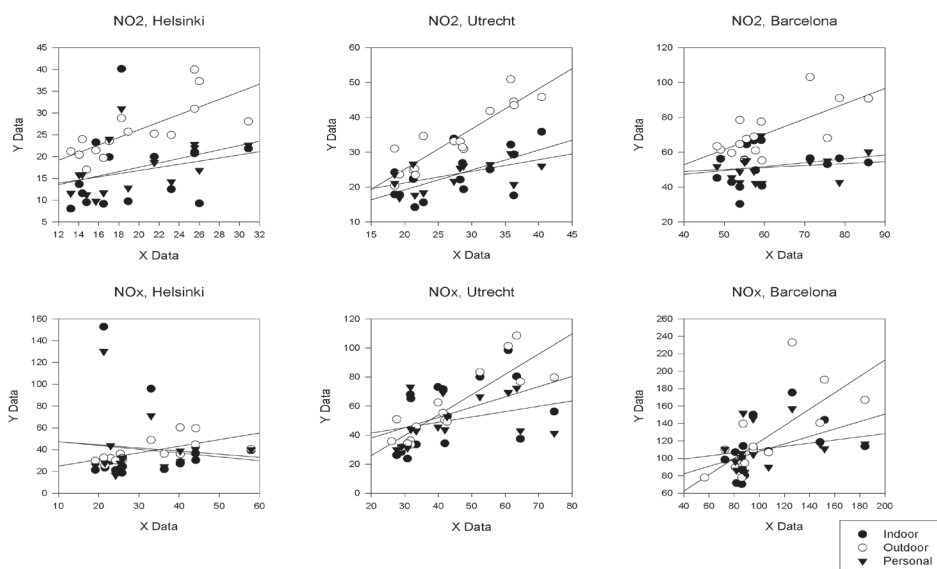 NO2, Helsinki
NO2, Utrecht
NO2, Barcelona
Y Data
45
40
35
30
25
20
15
10
5
12 14 16 18 20 22 24 26 28 30 32
X Data
Y Data
60
50
40
30
20
10
15 20 25 30 35 40 45
X Data
Y Data
120
100
80
60
40
20
0
40 50 60 70 80 90
X Data
NOx, Helsinki
NOx, Utrecht
NOx, Barcelona
Y Data
160
140
120
100
80
60
40
20
0
20 30 40 50 60
X Data
Y Data
120
100
80
60
40
20
0
20 30 40 50 60 70 80
X Data
Y Data
260
240
220
200
180
160
140
120
100
80
60
40 60 80 100 120 140 160 180 200
X Data
Indoor
Outdoor
Personal